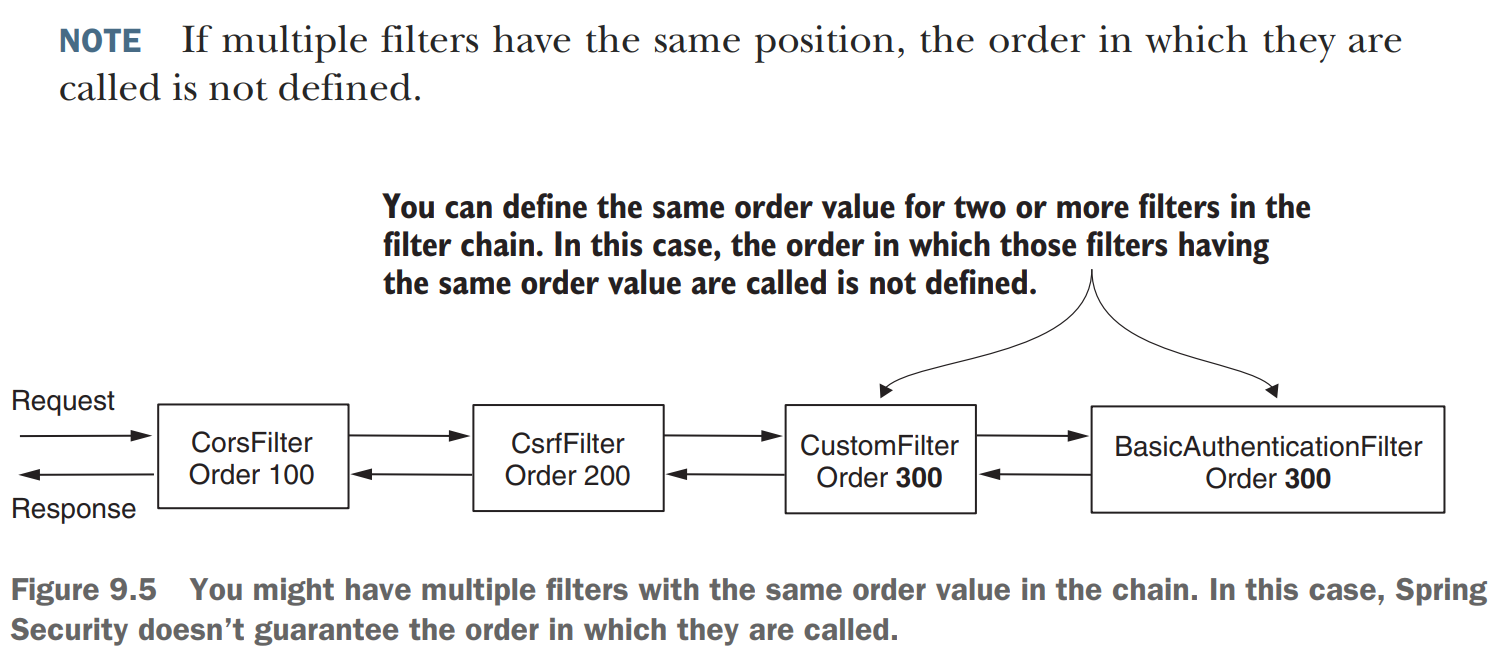 NOTE If multiple filters have the same position, the order in which they are
called is not defined.
You can define the same order value for two or more filters in the
filter chain. In this case, the order in which those filters having
the same order value are called is not defined.
Request
Response
CorsFilter
Order 100
CsrfFilter
Order 200
CustomFilter
Order 300
BasicAuthenticationFilter
Order 300
Figure 9.5 You might have multiple filters with the same order value in the chain. In this case, Spring
Security doesn’t guarantee the order in which they are called.